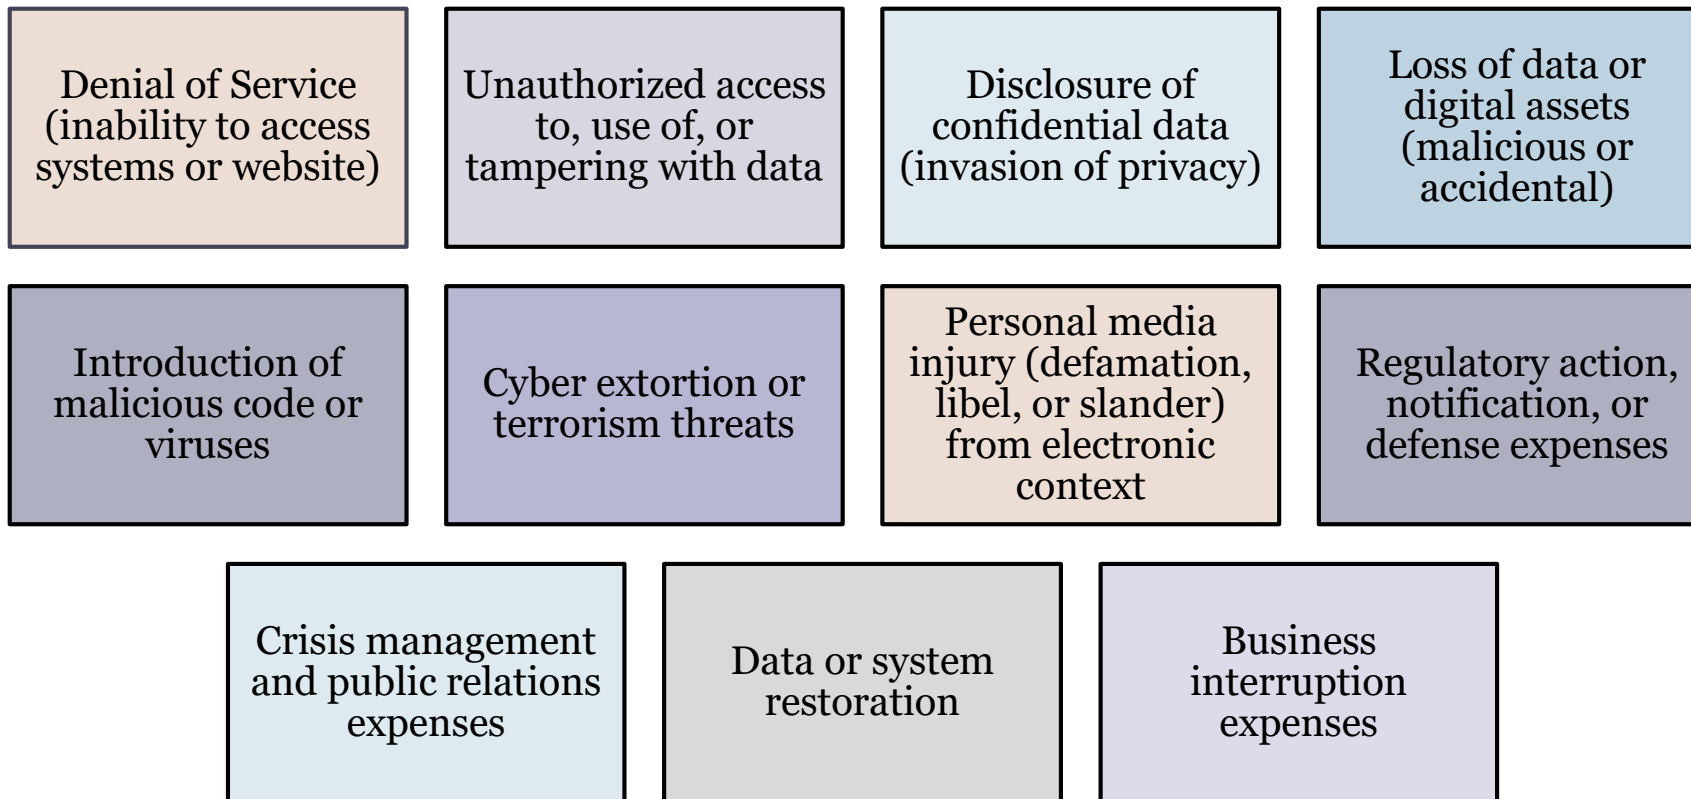 Denial of Service
(inability to access
systems or website)
Unauthorized access
to, use of, or
tampering with data
Disclosure of
confidential data
(invasion of privacy)
Loss of data or
digital assets
(malicious or
accidental)
Introduction of
malicious code or
viruses
Cyber extortion or
terrorism threats
Personal media
injury (defamation,
libel, or slander)
from electronic
context
Regulatory action,
notification, or
defense expenses
Crisis management
and public relations
expenses
Data or system
restoration
Business
interruption
expenses